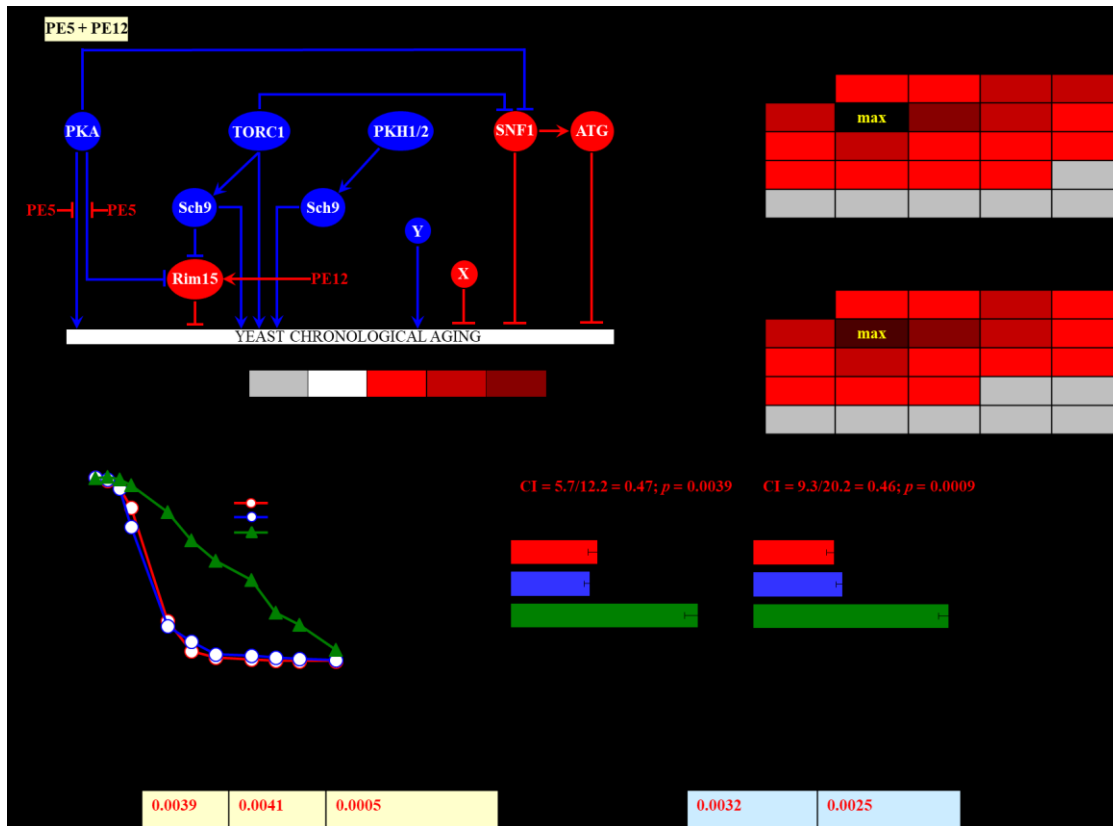 PE5 + PE12
PKA
TORC1
PKH1/2
SNF1
ATG
max
Sch9
Sch9
PE5
PE5
Y
X
Rim15
PE12
YEAST CHRONOLOGICAL AGING
max
CI = 5.7/12.2 = 0.47; p = 0.0039
CI = 9.3/20.2 = 0.46; p = 0.0009
0.0039
0.0041
0.0005
0.0032
0.0025